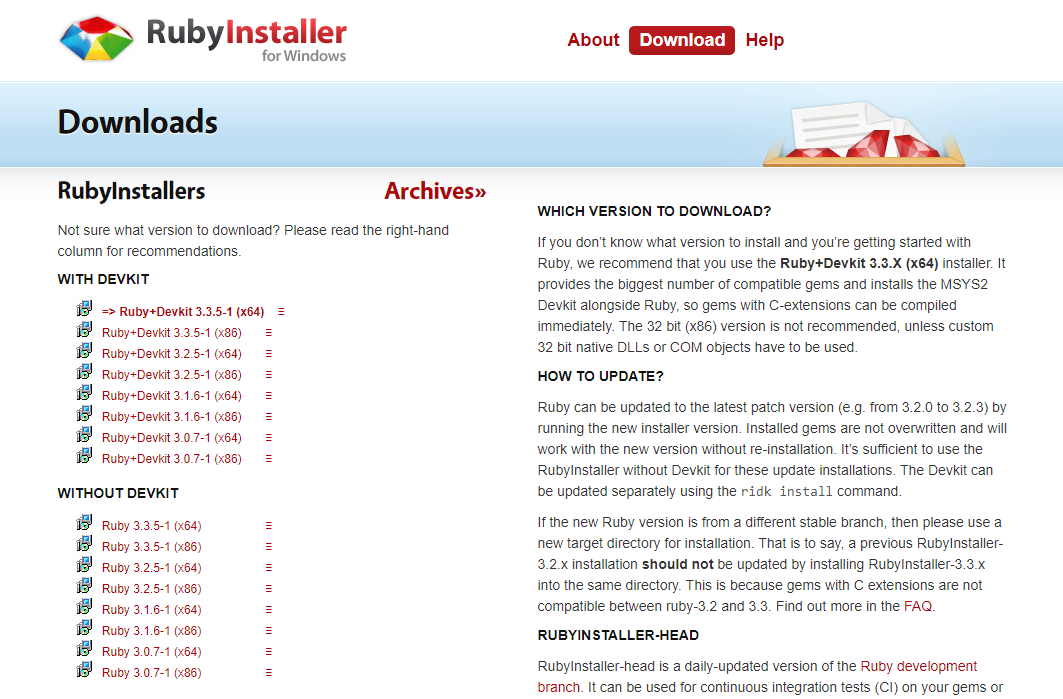 RubyInstaller
for Windows
About Download Help
Downloads
RubyInstallers
Archives»
Not sure what version to download? Please read the right-hand
column for recommendations.
WITH DEVKIT
=> Ruby+Devkit 3.3.5-1 (x64) ≡
Ruby+Devkit 3.3.5-1 (x86) ≡
Ruby+Devkit 3.2.5-1 (x64) ≡
Ruby+Devkit 3.2.5-1 (x86) ≡
Ruby+Devkit 3.1.6-1 (x64) ≡
Ruby+Devkit 3.1.6-1 (x86) ≡
Ruby+Devkit 3.0.7-1 (x64) ≡
Ruby+Devkit 3.0.7-1 (x86) ≡
WITHOUT DEVKIT
Ruby 3.3.5-1 (x64) ≡
Ruby 3.3.5-1 (x86) ≡
Ruby 3.2.5-1 (x64) ≡
Ruby 3.2.5-1 (x86) ≡
Ruby 3.1.6-1 (x64) ≡
Ruby 3.1.6-1 (x86) ≡
Ruby 3.0.7-1 (x64) ≡
Ruby 3.0.7-1 (x86) ≡
WHICH VERSION TO DOWNLOAD?
If you don’t know what version to install and you’re getting started with
Ruby, we recommend that you use the Ruby+Devkit 3.3.X (x64) installer. It
provides the biggest number of compatible gems and installs the MSYS2
Devkit alongside Ruby, so gems with C-extensions can be compiled
immediately. The 32 bit (x86) version is not recommended, unless custom
32 bit native DLLs or COM objects have to be used.
HOW TO UPDATE?
Ruby can be updated to the latest patch version (e.g. from 3.2.0 to 3.2.3) by
running the new installer version. Installed gems are not overwritten and will
work with the new version without re-installation. It’s sufficient to use the
RubyInstaller without Devkit for these update installations. The Devkit can
be updated separately using the ridk install command.
If the new Ruby version is from a different stable branch, then please use a
new target directory for installation. That is to say, a previous RubyInstaller-
3.2.x installation should not be updated by installing RubyInstaller-3.3.x
into the same directory. This is because gems with C extensions are not
compatible between ruby-3.2 and 3.3. Find out more in the FAQ.
RUBYINSTALLER-HEAD
RubyInstaller-head is a daily-updated version of the Ruby development
branch. It can be used for continuous integration tests (CI) on your gems or